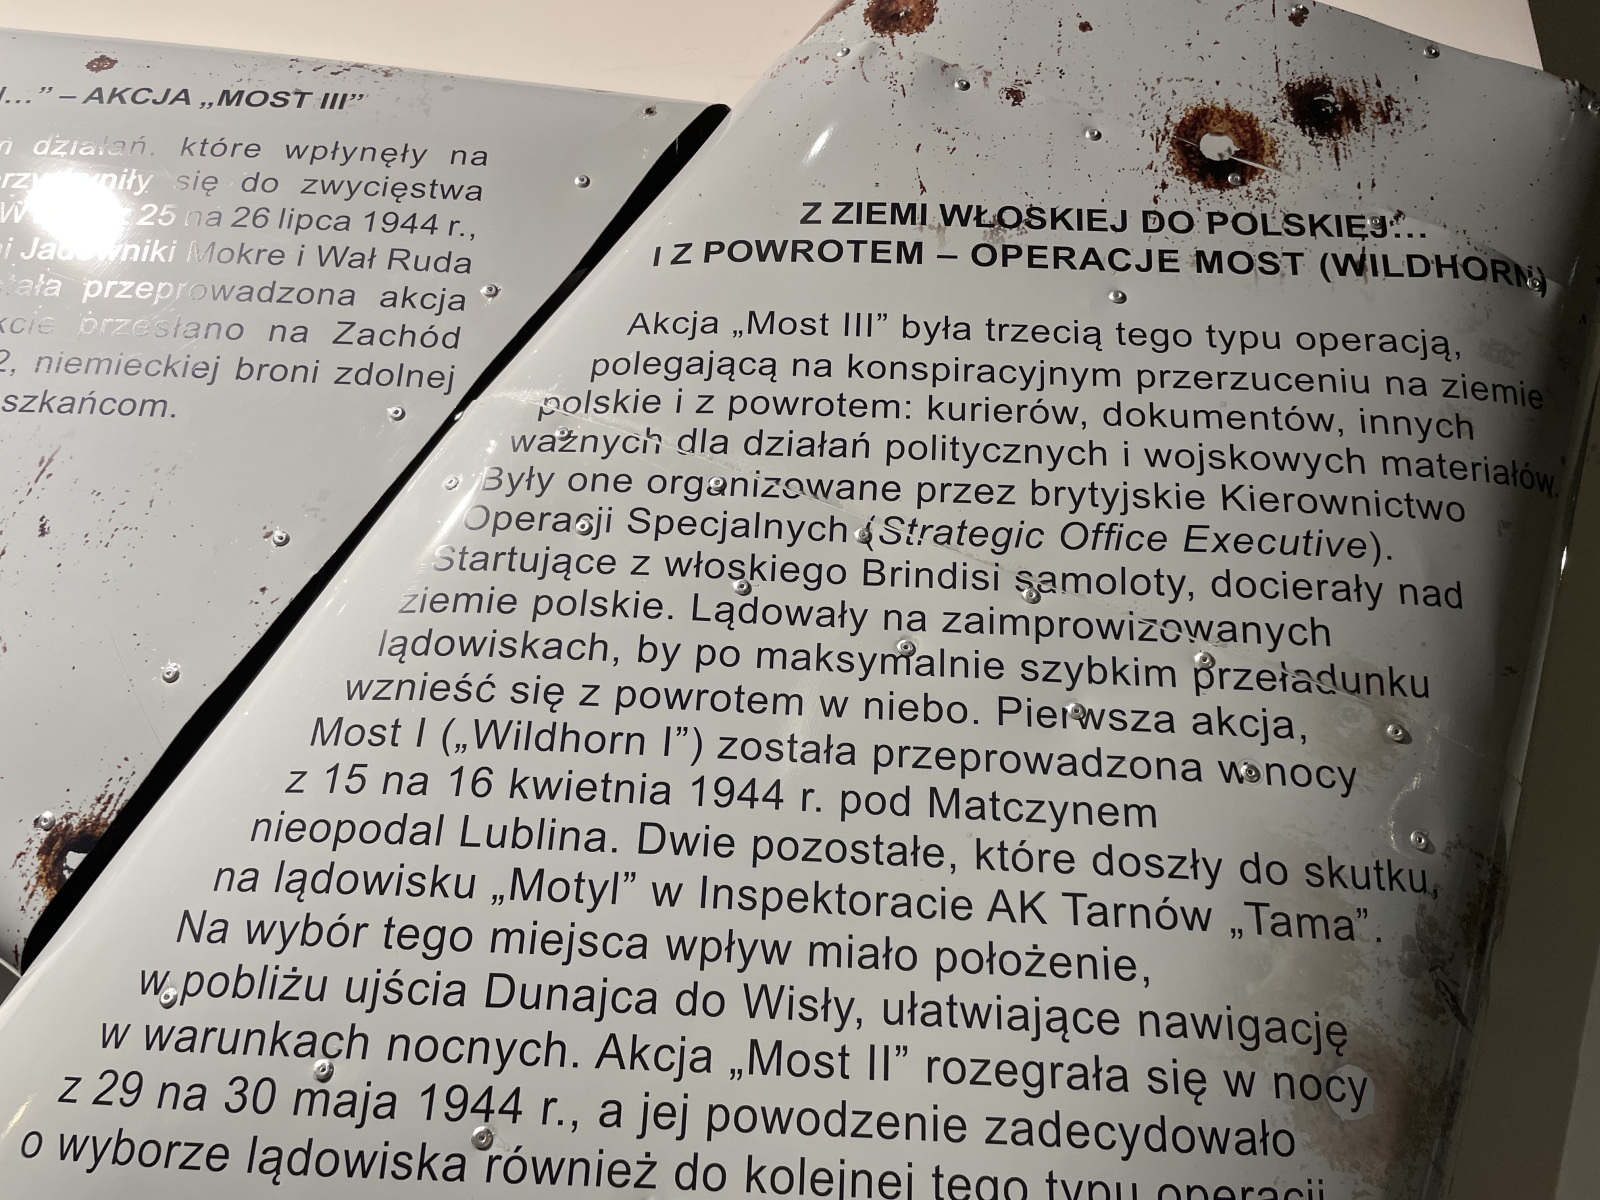 ...” – AKCJA „MOST III”
działań, które wpłynęły na
się do zwycięstwa
25 na 26 lipca 1944 r.,
Jadowniki Mokre i Wał Ruda
przeprowadzona akcja
przesłano na Zachód
2, niemieckiej broni zdolnej
szkańcom.
Z ZIEMI WŁOSKIEJ DO POLSKIEJ”...
I Z POWROTEM – OPERACJE MOST (WILDHORN)
Akcja „Most III” była trzecią tego typu operacją,
polegającą na konspiracyjnym przerzuceniu na ziemie
polskie i z powrotem: kurierów, dokumentów, innych
ważnych dla działań politycznych i wojskowych materiałów.
Były one organizowane przez brytyjskie Kierownictwo
Operacji Specjalnych (Strategic Office Executive).
Startujące z włoskiego Brindisi samoloty, docierały nad
ziemie polskie. Lądowały na zaimprowizowanych
lądowiskach, by po maksymalnie szybkim przeładunku
wznieść się z powrotem w niebo. Pierwsza akcja,
Most I („Wildhorn I”) została przeprowadzona w nocy
z 15 na 16 kwietnia 1944 r. pod Matczynem
nieopodal Lublina. Dwie pozostałe, które doszły do skutku,
na lądowisku „Motyl” w Inspektoracie AK Tarnów „Tama”.
Na wybór tego miejsca wpływ miało położenie,
w pobliżu ujścia Dunajca do Wisły, ułatwiające nawigację
w warunkach nocnych. Akcja „Most II” rozegrała się w nocy
z 29 na 30 maja 1944 r., a jej powodzenie zadecydowało
o wyborze lądowiska również do kolejnej tego typu operacji